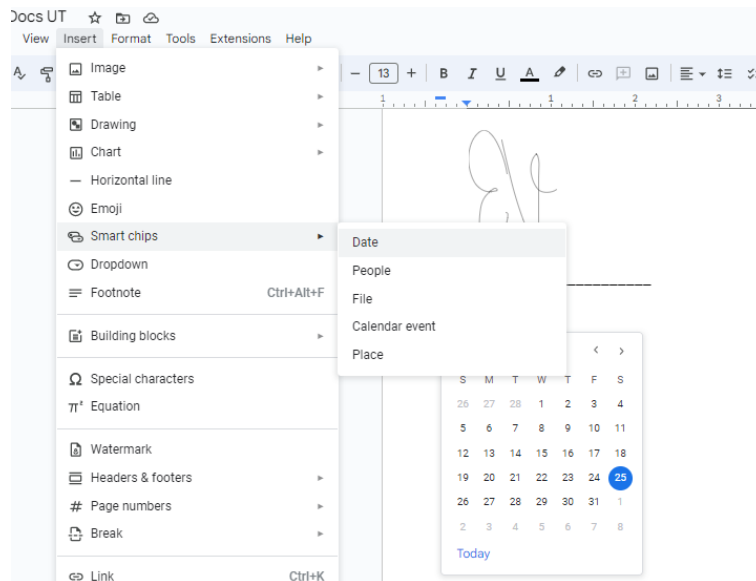 Docs UT
View Insert Format Tools Extensions Help
13
B I U A
1 1 2 3
Image
Table
Drawing
Chart
Horizontal line
Emoji
Smart chips
Dropdown
Footnote Ctrl+Alt+F
Building blocks
Special characters
Equation
Watermark
Headers & footers
Page numbers
Break
Link Ctrl+K
Date
People
File
Calendar event
Place
S M T W T F S
26 27 28 1 2 3 4
5 6 7 8 9 10 11
12 13 14 15 16 17 18
19 20 21 22 23 24 25
26 27 28 29 30 31 1
2 3 4 5 6 7 8
Today